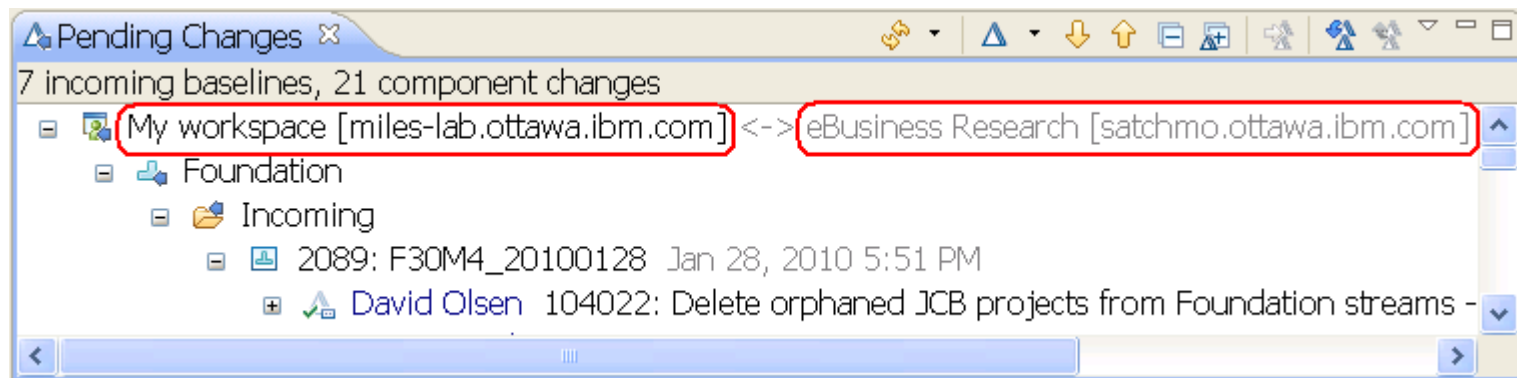 Pending Changes
7 incoming baselines, 21 component changes
My workspace [miles-lab.ottawa.ibm.com] <-> eBusiness Research [satchmo.ottawa.ibm.com]
Foundation
Incoming
2089: F30M4_20100128 Jan 28, 2010 5:51 PM
David Olsen 104022: Delete orphaned JCB projects from Foundation streams -